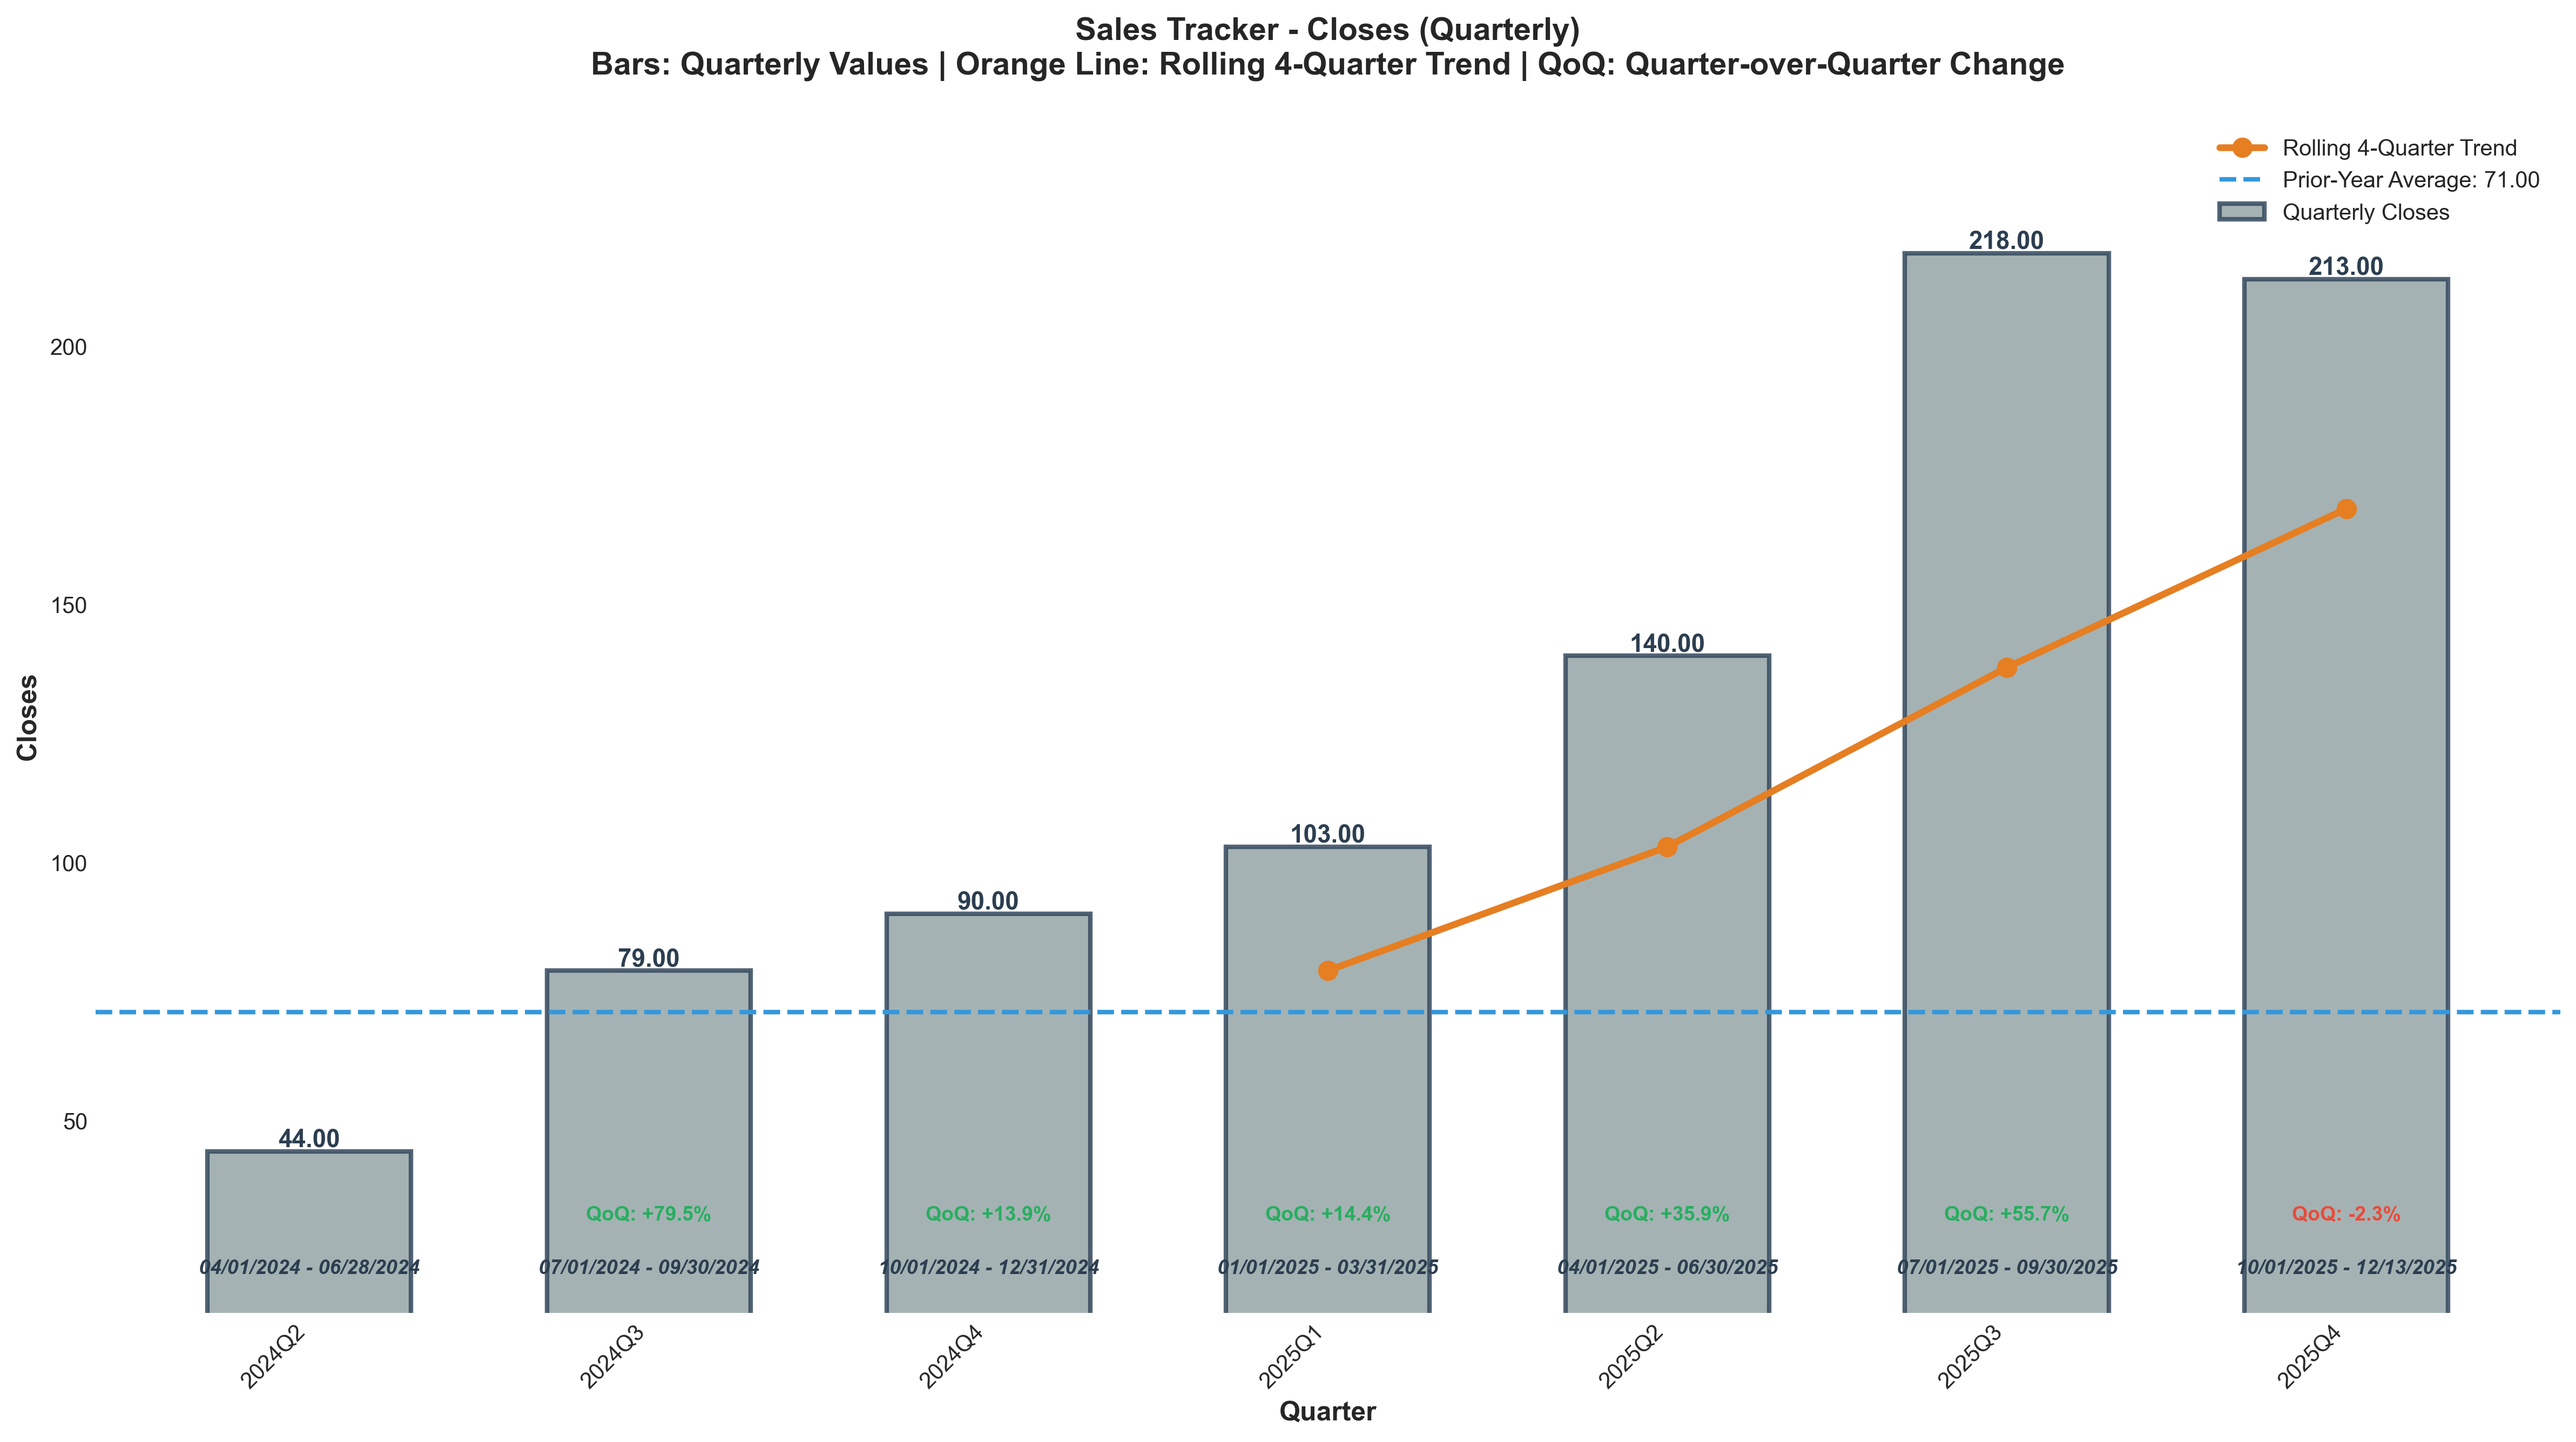 Sales Tracker - Closes (Quarterly)
Bars: Quarterly Values | Orange Line: Rolling 4-Quarter Trend | QoQ: Quarter-over-Quarter Change
Rolling 4-Quarter Trend
Prior-Year Average: 71.00
Quarterly Closes
Closes
200
150
100
50
44.00
79.00
90.00
103.00
140.00
218.00
213.00
QoQ: +79.5%
QoQ: +13.9%
QoQ: +14.4%
QoQ: +35.9%
QoQ: +55.7%
QoQ: -2.3%
04/01/2024 - 06/28/2024
07/01/2024 - 09/30/2024
10/01/2024 - 12/31/2024
01/01/2025 - 03/31/2025
04/01/2025 - 06/30/2025
07/01/2025 - 09/30/2025
10/01/2025 - 12/13/2025
2024Q2
2024Q3
2024Q4
2025Q1
2025Q2
2025Q3
2025Q4
Quarter